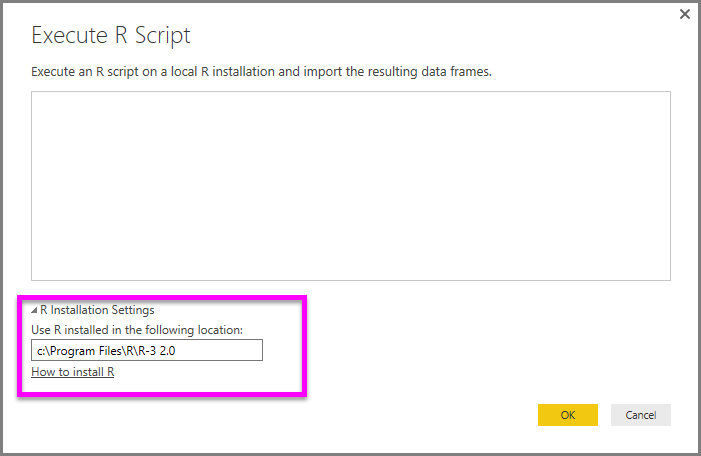 Execute R Script
Execute an R script on a local R installation and import the resulting data frames.
R Installation Settings
Use R installed in the following location:
c:\Program Files\R\R-3 2.0
How to install R
OK
Cancel